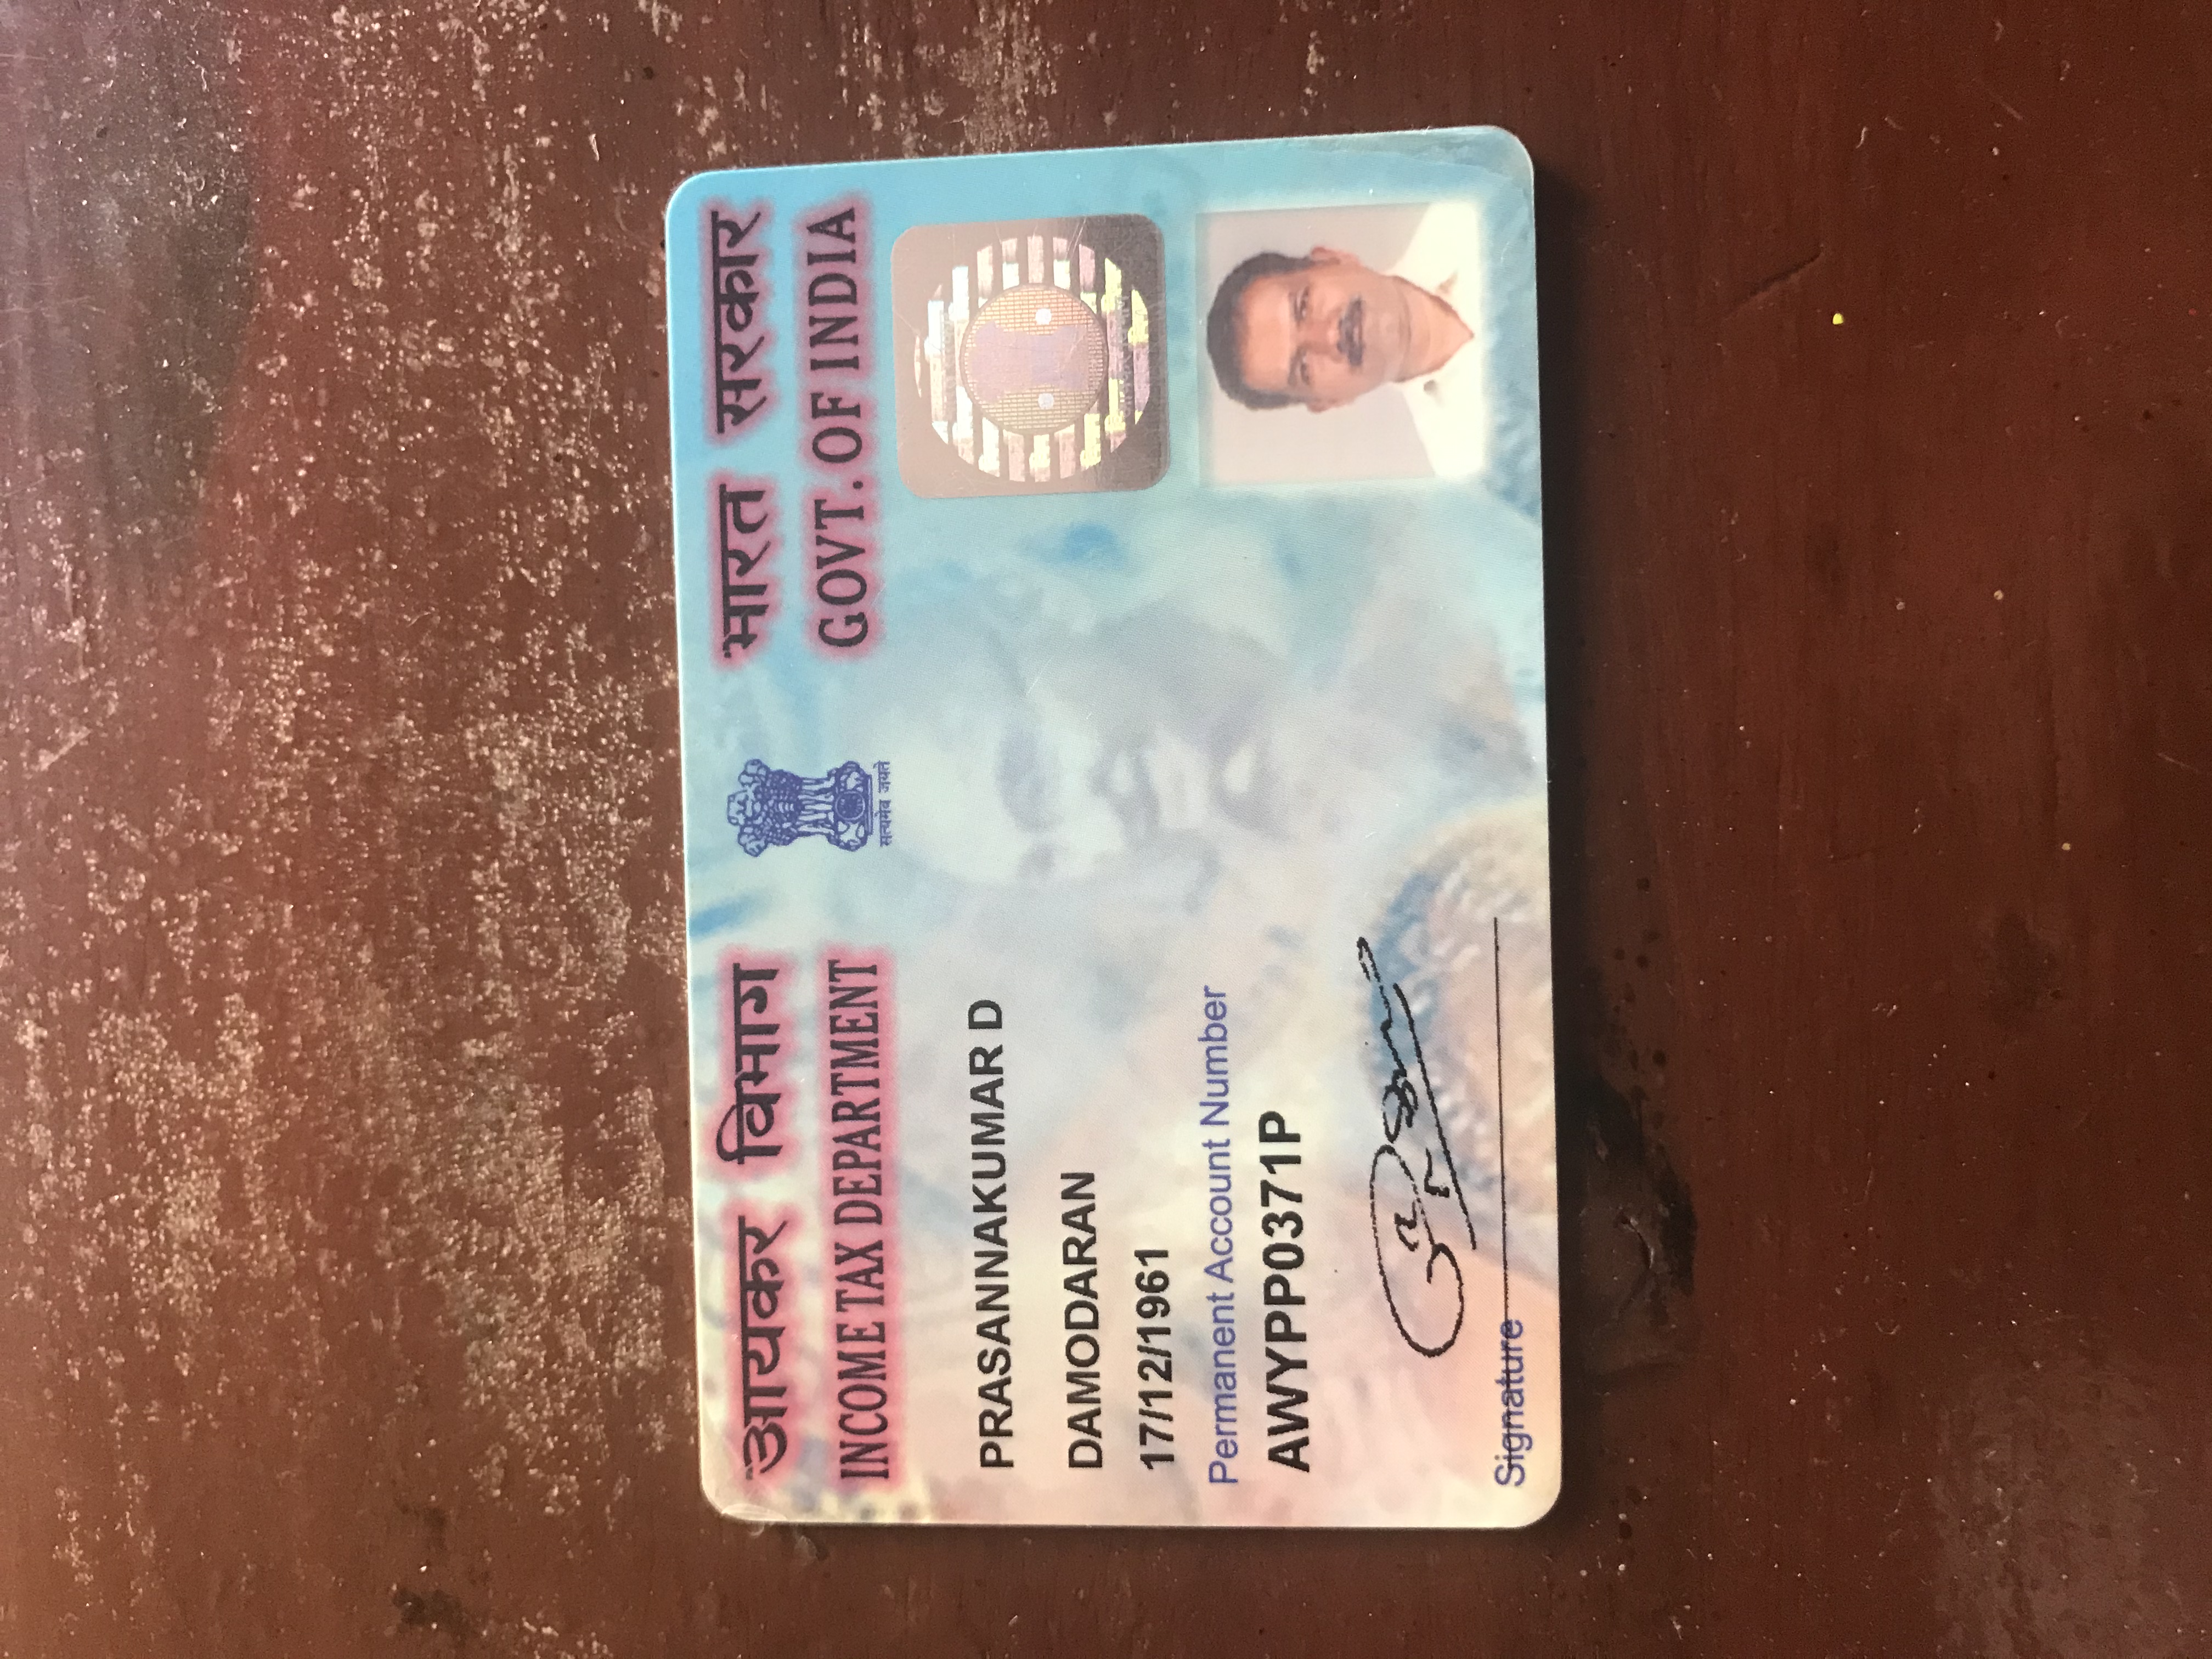 आयकर विभाग
INCOME TAX DEPARTMENT
सत्यमेव जयते
भारत सरकार
GOVT. OF INDIA
PRASANNAKUMAR D
DAMODARAN
17/12/1961
Permanent Account Number
AWYPP0371P
Signature